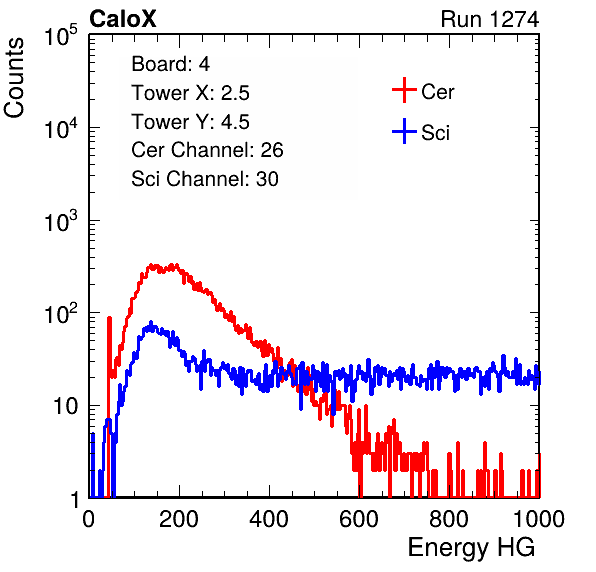 CaloX Run 1274
Counts
Board: 4
Tower X: 2.5
Tower Y: 4.5
Cer Channel: 26
Sci Channel: 30
Cer
Sci
10^5
10^4
10^3
10^2
10
1
0 200 400 600 800 1000
Energy HG